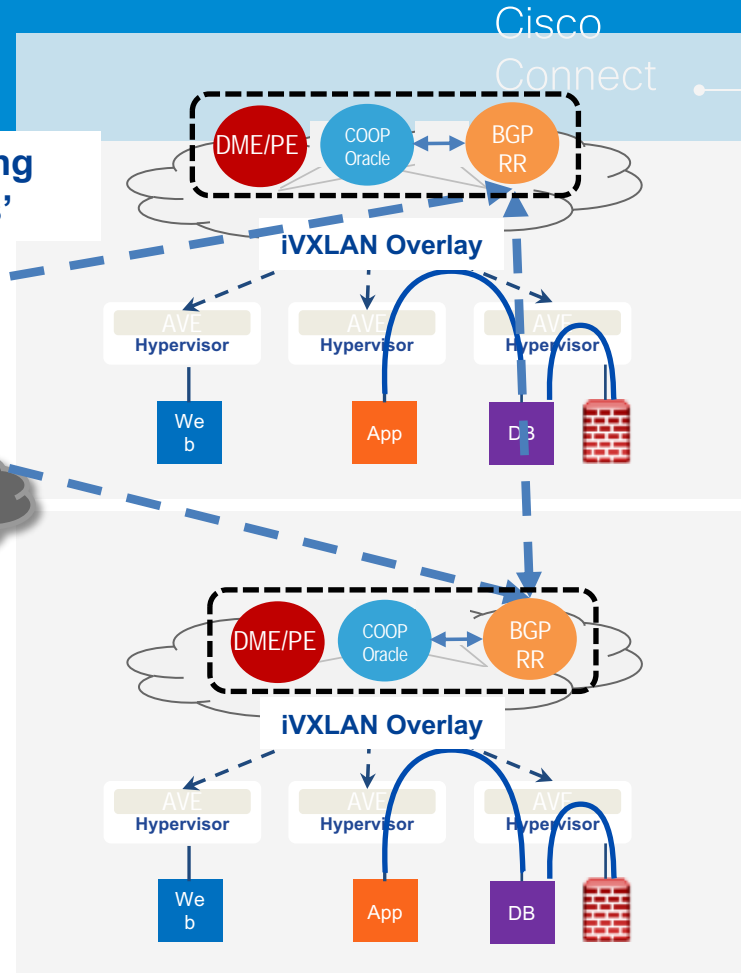 Cisco
Connect
DME/PE
COOP
Oracle
BGP
RR
ng
’
iVXLAN Overlay
AVE
AVE
AVE
Hypervisor
Hypervisor
Hypervisor
We
b
App
DB
DME/PE
COOP
Oracle
BGP
RR
iVXLAN Overlay
AVE
AVE
AVE
Hypervisor
Hypervisor
Hypervisor
We
b
App
DB